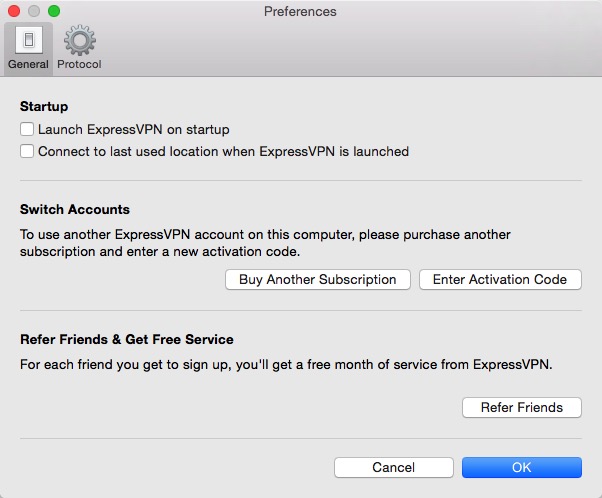 Preferences
General
Protocol
Startup
Launch ExpressVPN on startup
Connect to last used location when ExpressVPN is launched
Switch Accounts
To use another ExpressVPN account on this computer, please purchase another
subscription and enter a new activation code.
Buy Another Subscription
Enter Activation Code
Refer Friends & Get Free Service
For each friend you get to sign up, you'll get a free month of service from ExpressVPN.
Refer Friends
Cancel
OK